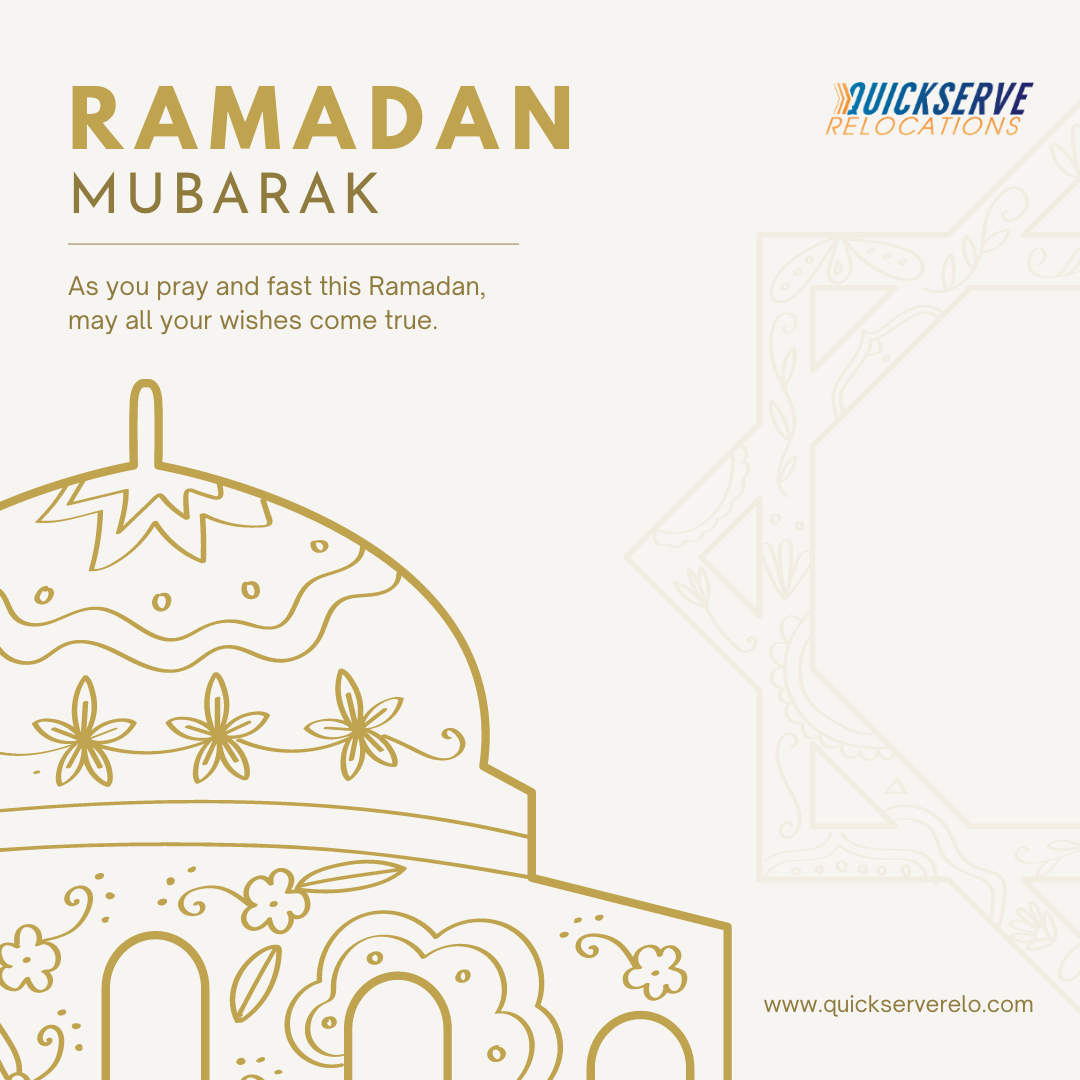 RAMADAN
MUBARAK
As you pray and fast this Ramadan,
may all your wishes come true.
QUICKSERVE
RELOCATIONS
www.quickserverelo.com